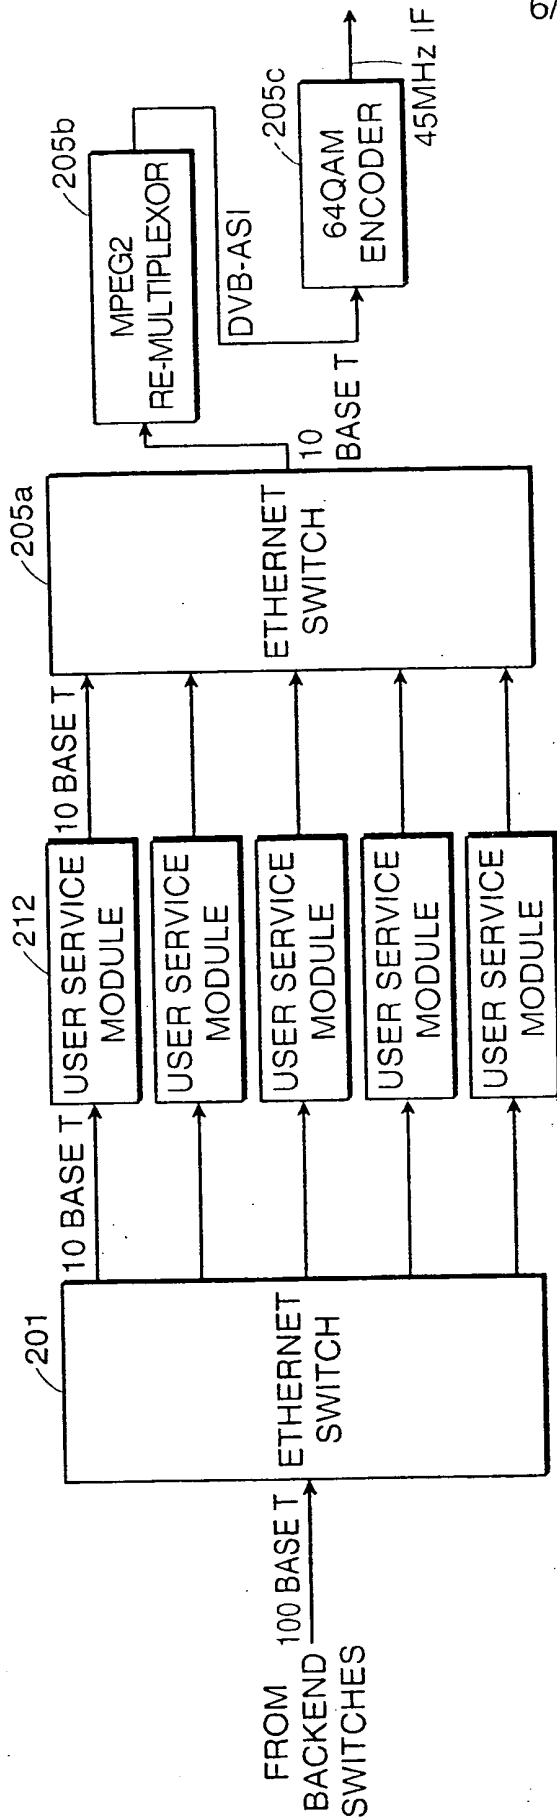 FROM
BACKEND
SWITCHES
100 BASE T
201
ETHERNET
SWITCH
10 BASE T
212
USER SERVICE
MODULE
USER SERVICE
MODULE
USER SERVICE
MODULE
USER SERVICE
MODULE
USER SERVICE
MODULE
10 BASE T
205a
ETHERNET
SWITCH
10
BASE T
205b
MPEG2
RE-MULTIPLEXOR
DVB-ASI
205c
64QAM
ENCODER
45MHz IF
6/